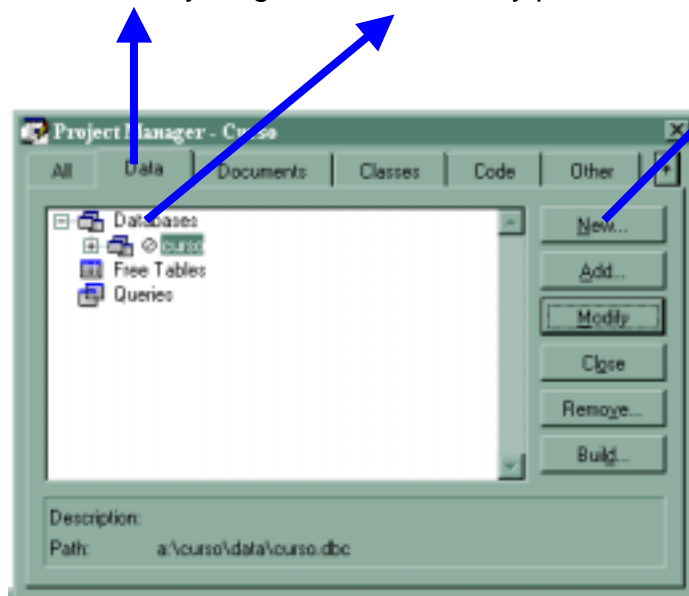 Project Manager - Curso
All Data Documents Classes Code Other
Databases
curso
Free Tables
Queries
New...
Add...
Modify
Close
Remove...
Build...
Description:
Path: a:\curso\data\curso.dbc